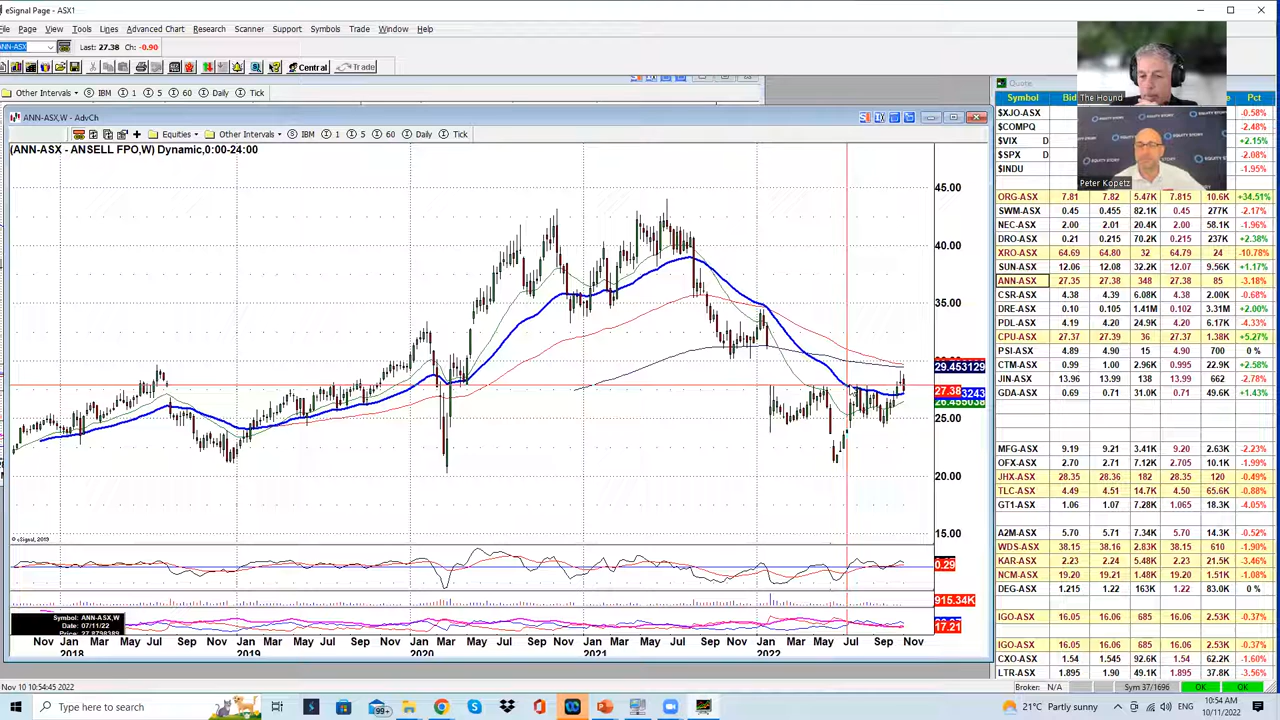 eSignal Professional - ASX1
File Page View Tools Lines Advanced Chart Research Scanner Support Symbols Trade Window Help
ANN-ASX Last: 27.38 Ch: -0.90
Central Trade
Other Intervals IBM 1 5 60 Daily Tick
ANN-ASX,W - AdvCh
Equities Other Intervals IBM 1 5 60 Daily
(ANN-ASX - ANSELL FPO,W) Dynamic,0:00-24:00
45.00
40.00
35.00
29.453109
27.38
25.00
20.00
15.00
© eSignal, 2019
0.29
915.34K
17.21
Symbol: ANN-ASX,W
Date: 07/11/22
Nov Jan Mar May Jul Sep Nov Jan Mar May Jul Sep Nov Jan Mar May Jul Sep Nov Jan Mar May Jul Sep Nov Jan Mar May Jul Sep Nov
2018 2019 2020 2021 2022
The Hound
EQUITY STORY
Peter Kopetz
Quote
Symbol Bid Pct
$XJO-ASX -0.58%
$COMPQ -2.48%
$VIX D +2.15%
$SPX D -2.08%
$INDU -1.95%
ORG-ASX 7.81 7.82 5.47K 7.815 10.6K +34.51%
SWM-ASX 0.45 0.455 82.1K 0.45 277K -2.17%
NEC-ASX 2.00 2.01 20.4K 2.00 58.1K -1.96%
DRO-ASX 0.21 0.215 70.2K 0.215 237K +2.38%
XRO-ASX 64.69 64.80 32 64.79 24 -10.78%
SUN-ASX 12.06 12.08 32.2K 12.07 9.56K +1.17%
ANN-ASX 27.35 27.38 348 27.38 85 -3.18%
CSR-ASX 4.38 4.39 6.08K 4.38 2.00K -0.68%
DRE-ASX 0.10 0.105 1.41M 0.102 3.31M +2.00%
PDL-ASX 4.19 4.20 24.9K 4.20 6.17K -4.33%
CPU-ASX 27.37 27.39 36 27.37 1.38K +5.27%
PSI-ASX 4.89 4.90 15 4.90 700 0 %
CTM-ASX 0.99 1.00 2.96K 0.995 22.9K +2.58%
JIN-ASX 13.96 13.98 138 13.99 662 -2.78%
GDA-ASX 0.69 0.71 31.0K 0.71 49.6K +1.43%
MFG-ASX 9.19 9.21 3.41K 9.20 2.63K -2.23%
OFX-ASX 2.70 2.71 7.12K 2.705 10.1K -1.99%
JHX-ASX 28.35 28.36 182 28.35 120 -0.49%
TLC-ASX 4.49 4.51 14.7K 4.50 65.6K -0.88%
GT1-ASX 1.06 1.07 7.28K 1.065 18.3K -4.05%
A2M-ASX 5.70 5.71 7.34K 5.70 14.3K -0.52%
WDS-ASX 38.15 38.16 2.83K 38.15 610 -1.90%
KAR-ASX 2.23 2.24 5.48K 2.23 21.5K -3.46%
NCM-ASX 19.20 19.21 1.48K 19.20 1.51K -1.08%
DEG-ASX 1.215 1.22 163K 1.22 83.0K 0 %
IGO-ASX 16.05 16.06 685 16.05 2.53K -0.37%
IGO-ASX 16.05 16.06 685 16.05 2.53K -0.37%
CXO-ASX 1.54 1.545 92.6K 1.54 62.2K -1.60%
LTR-ASX 1.895 1.90 49.1K 1.895 37.8K -3.56%
Nov 10 10:54:45 2022
Broker: N/A Sym 37/1696 OK OK
Type here to search
99+
21°C Partly sunny
10:54 AM
10/11/2022